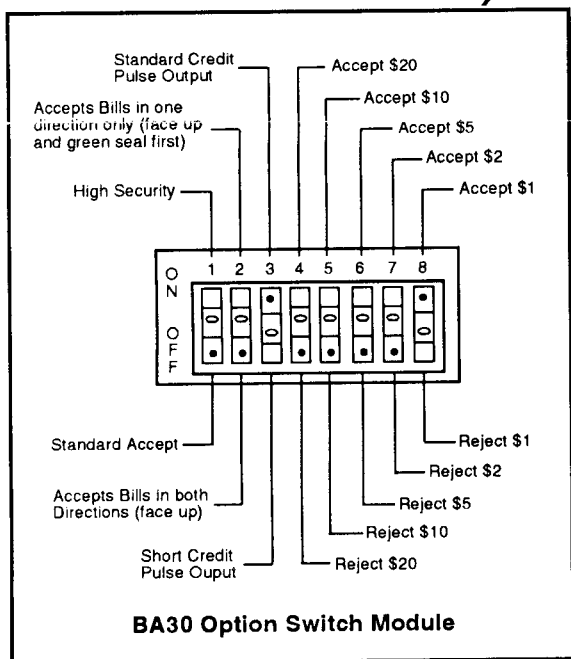 Standard Credit
Pulse Output
Accept $20
Accept $10
Accepts Bills in one
direction only (face up
and green seal first)
Accept $5
Accept $2
High Security
Accept $1
ON
1 2 3 4 5 6 7 8
OFF
Standard Accept
Reject $1
Reject $2
Accepts Bills in both
Directions (face up)
Reject $5
Reject $10
Short Credit
Pulse Ouput
Reject $20
BA30 Option Switch Module